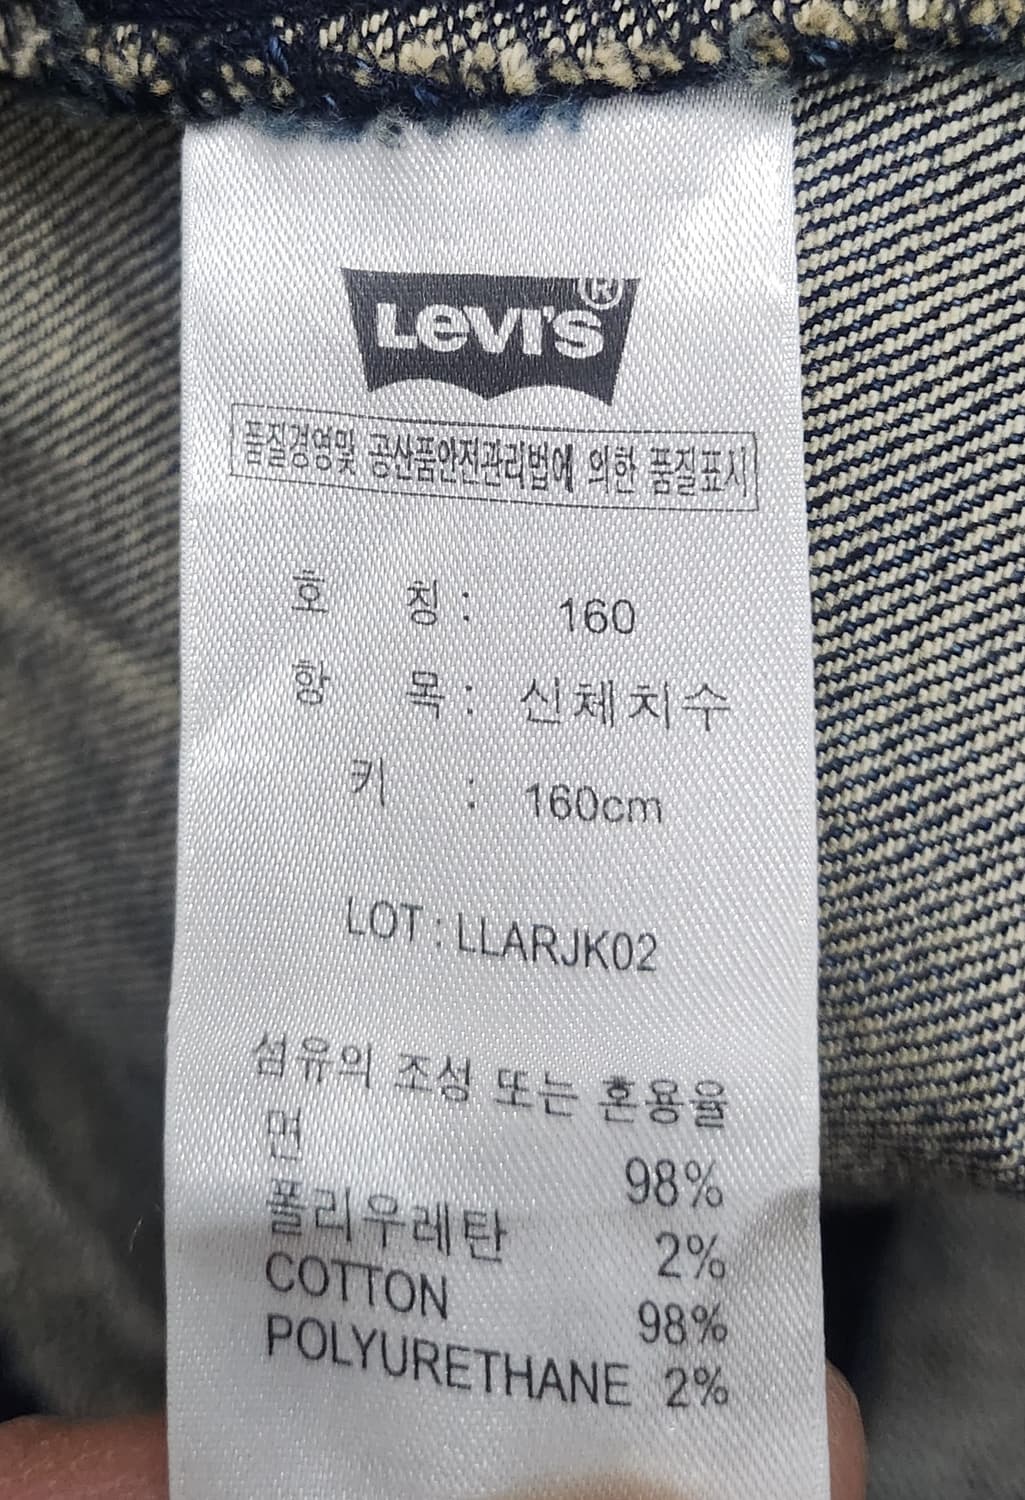 Levi's®
품질경영및 공산품안전관리법에 의한 품질표시
호 칭 : 160
항 목 : 신체치수
키 : 160cm
LOT : LLARJK02
섬유의 조성 또는 혼용율
면 98%
폴리우레탄 2%
COTTON 98%
POLYURETHANE 2%